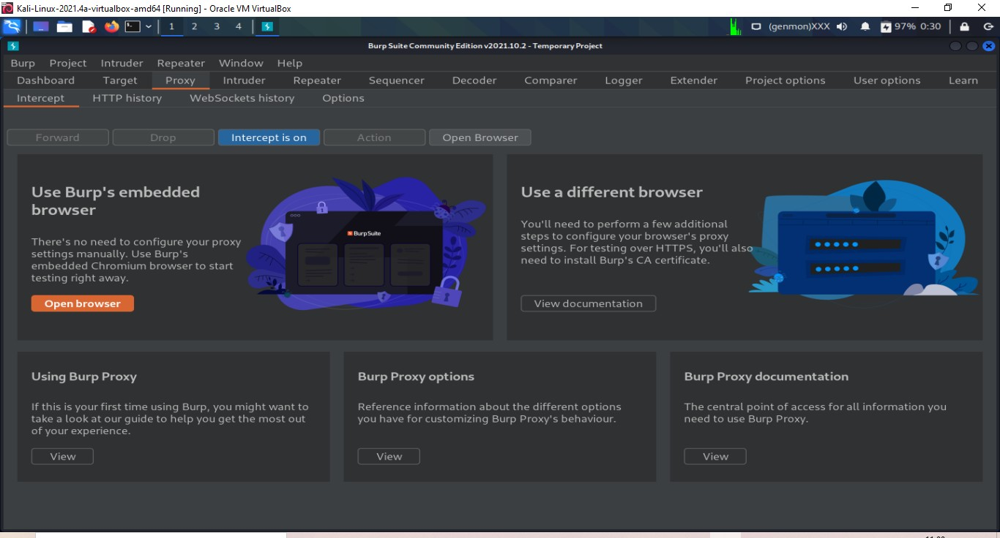 Kali-Linux-2021.4a-virtualbox-amd64 [Running] - Oracle VM VirtualBox
1 2 3 4 (genmon)XXX 97% 0:30
Burp Suite Community Edition v2021.10.2 - Temporary Project
Burp Project Intruder Repeater Window Help
Dashboard Target Proxy Intruder Repeater Sequencer Decoder Comparer Logger Extender Project options User options Learn
Intercept HTTP history WebSockets history Options
Forward Drop Intercept is on Action Open Browser
Use Burp's embedded
browser
There's no need to configure your proxy
settings manually. Use Burp's
embedded Chromium browser to start
testing right away.
Open browser
Burp Suite
Use a different browser
You'll need to perform a few additional
steps to configure your browser's proxy
settings. For testing over HTTPS, you'll also
need to install Burp's CA certificate.
View documentation
Using Burp Proxy
If this is your first time using Burp, you might want to
take a look at our guide to help you get the most out
of your experience.
View
Burp Proxy options
Reference information about the different options
you have for customizing Burp Proxy's behaviour.
View
Burp Proxy documentation
The central point of access for all information you
need to use Burp Proxy.
View